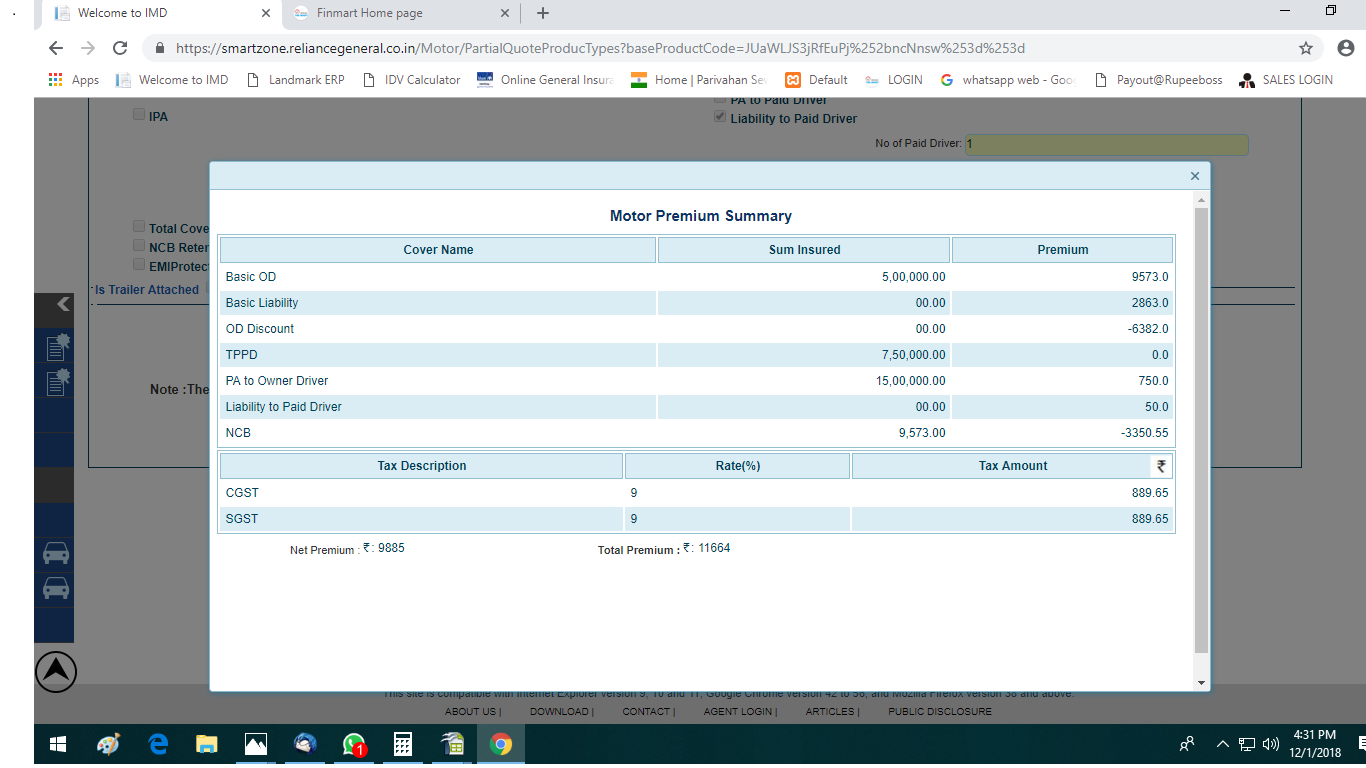 Welcome to IMD
Finmart Home page
https://smartzone.reliancegeneral.co.in/Motor/PartialQuoteProducTypes?baseProductCode=JUaWLJS3jRfEuPj%252bncNnsw%253d%253d
Apps Welcome to IMD Landmark ERP IDV Calculator Online General Insura Home | Parivahan Se Default LOGIN whatsapp web - Goo Payout@Rupeeboss SALES LOGIN
IPA
PA to Paid Driver
Liability to Paid Driver
No of Paid Driver: 1
Total Cove
NCB Reter
EMIProtec
Is Trailer Attached
Note :The
Motor Premium Summary
Cover Name Sum Insured Premium
Basic OD 5,00,000.00 9573.0
Basic Liability 00.00 2863.0
OD Discount 00.00 -6382.0
TPPD 7,50,000.00 0.0
PA to Owner Driver 15,00,000.00 750.0
Liability to Paid Driver 00.00 50.0
NCB 9,573.00 -3350.55
Tax Description Rate(%) Tax Amount ₹
CGST 9 889.65
SGST 9 889.65
Net Premium : ₹: 9885 Total Premium : ₹: 11664
This site is compatible with Internet Explorer version 9, 10 and 11, Google Chrome version 42 to 56, and Mozilla Firefox version 38 and above.
ABOUT US | DOWNLOAD | CONTACT | AGENT LOGIN | ARTICLES | PUBLIC DISCLOSURE
1
4:31 PM
12/1/2018